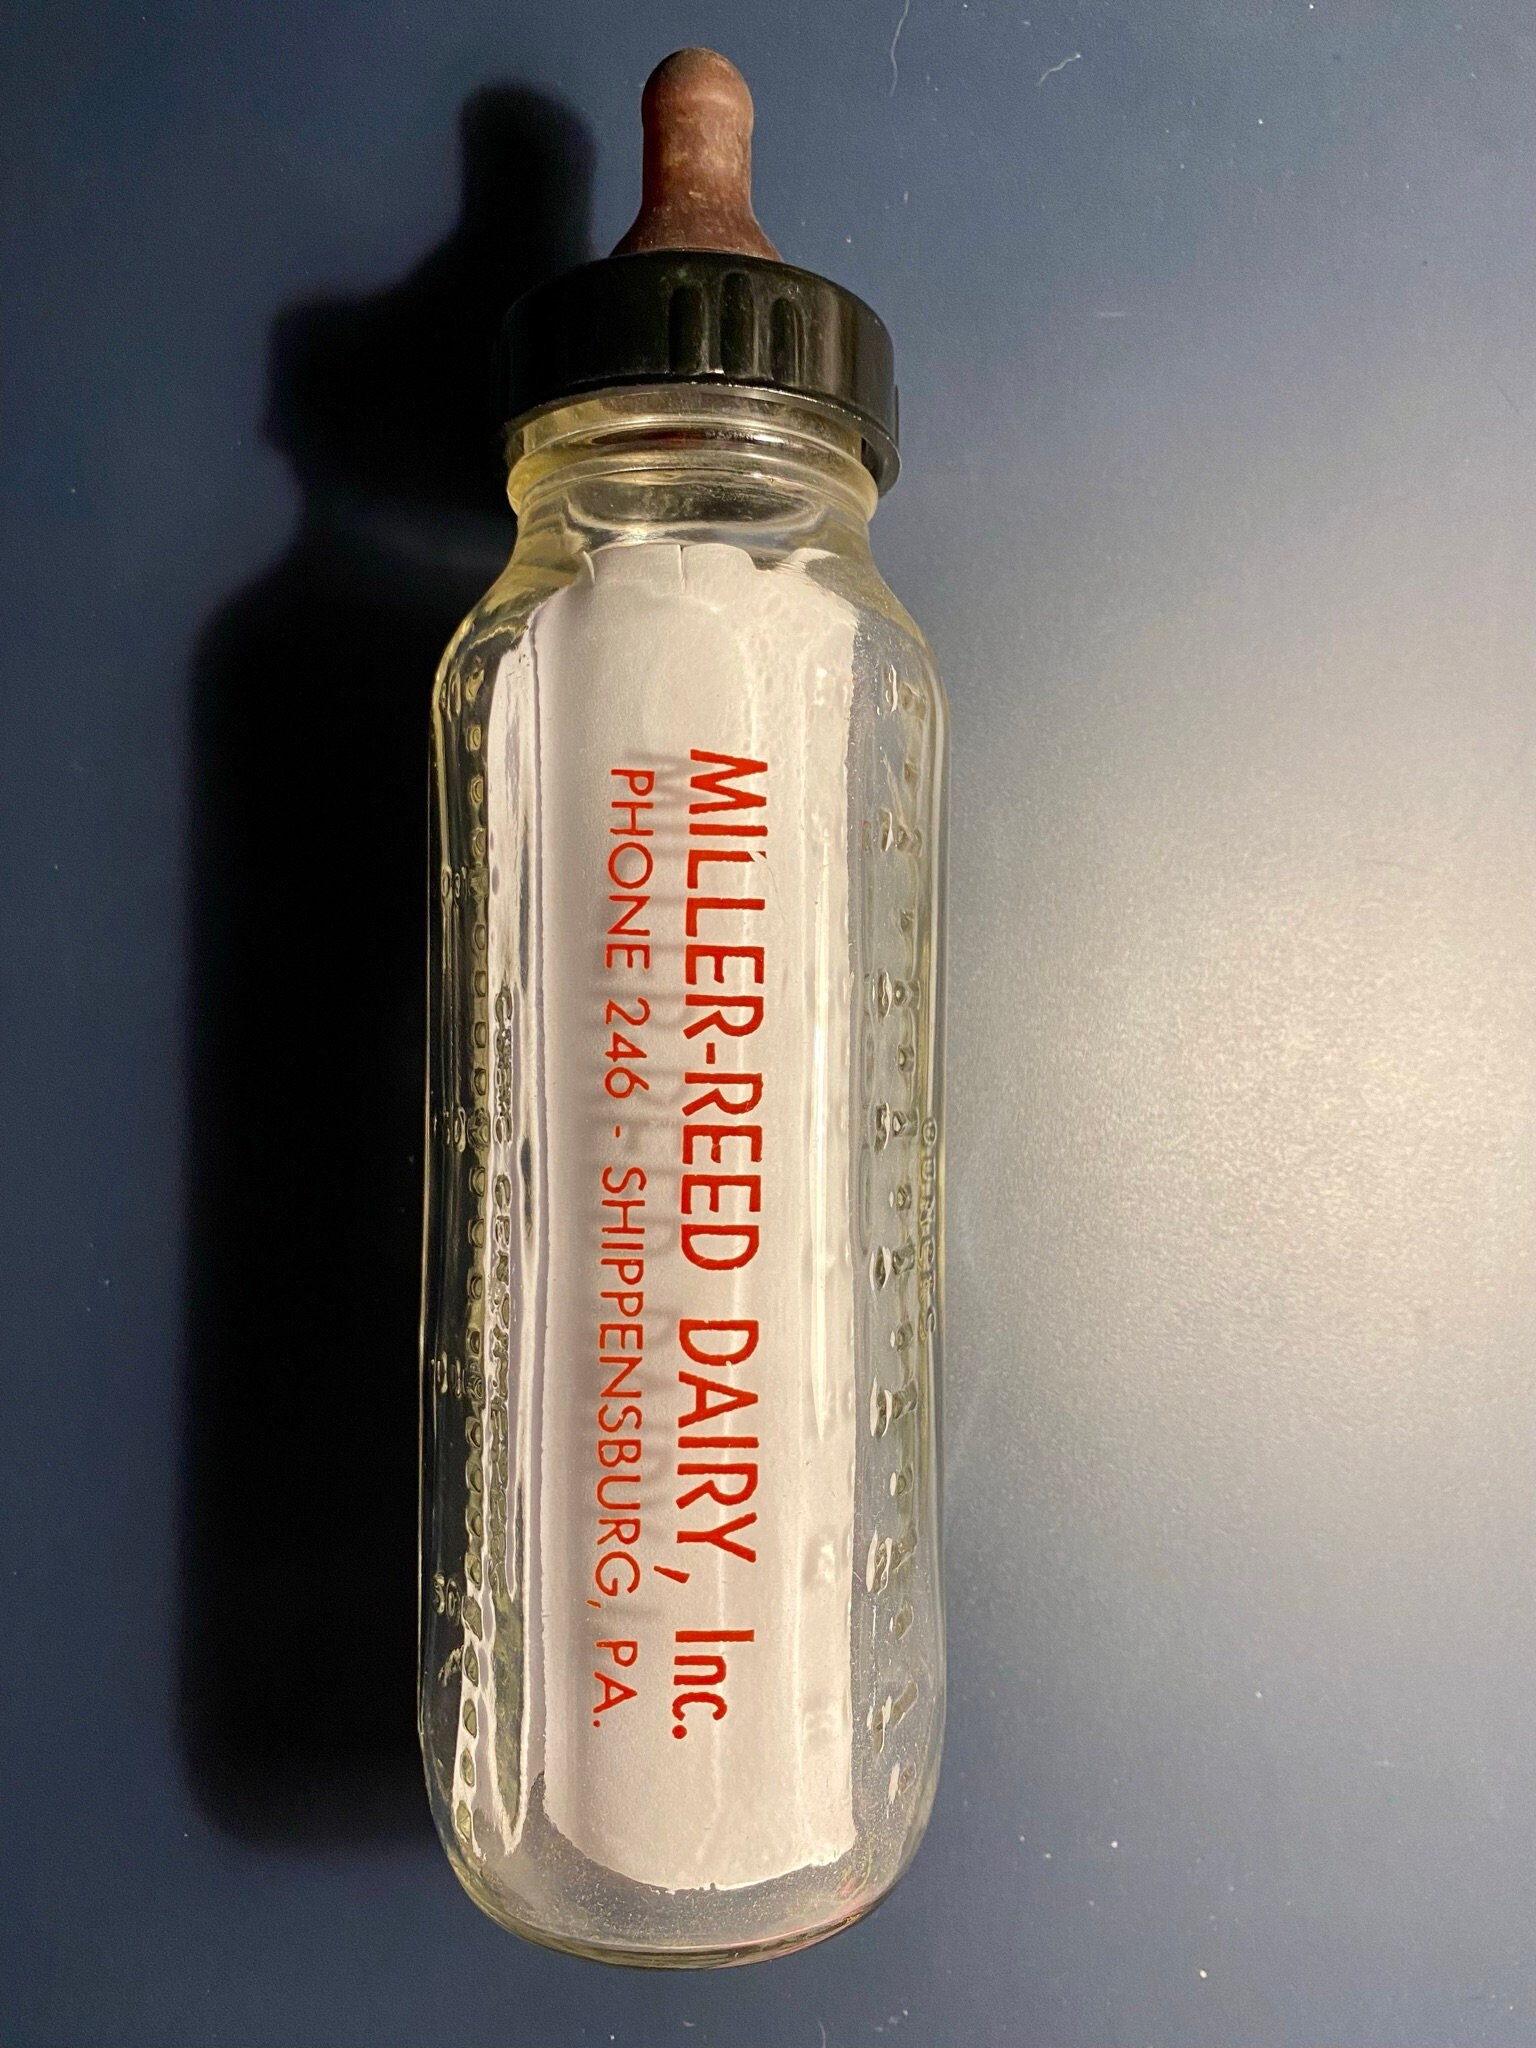 MILLER-REED DAIRY, Inc.
PHONE 246 - SHIPPENSBURG, PA.